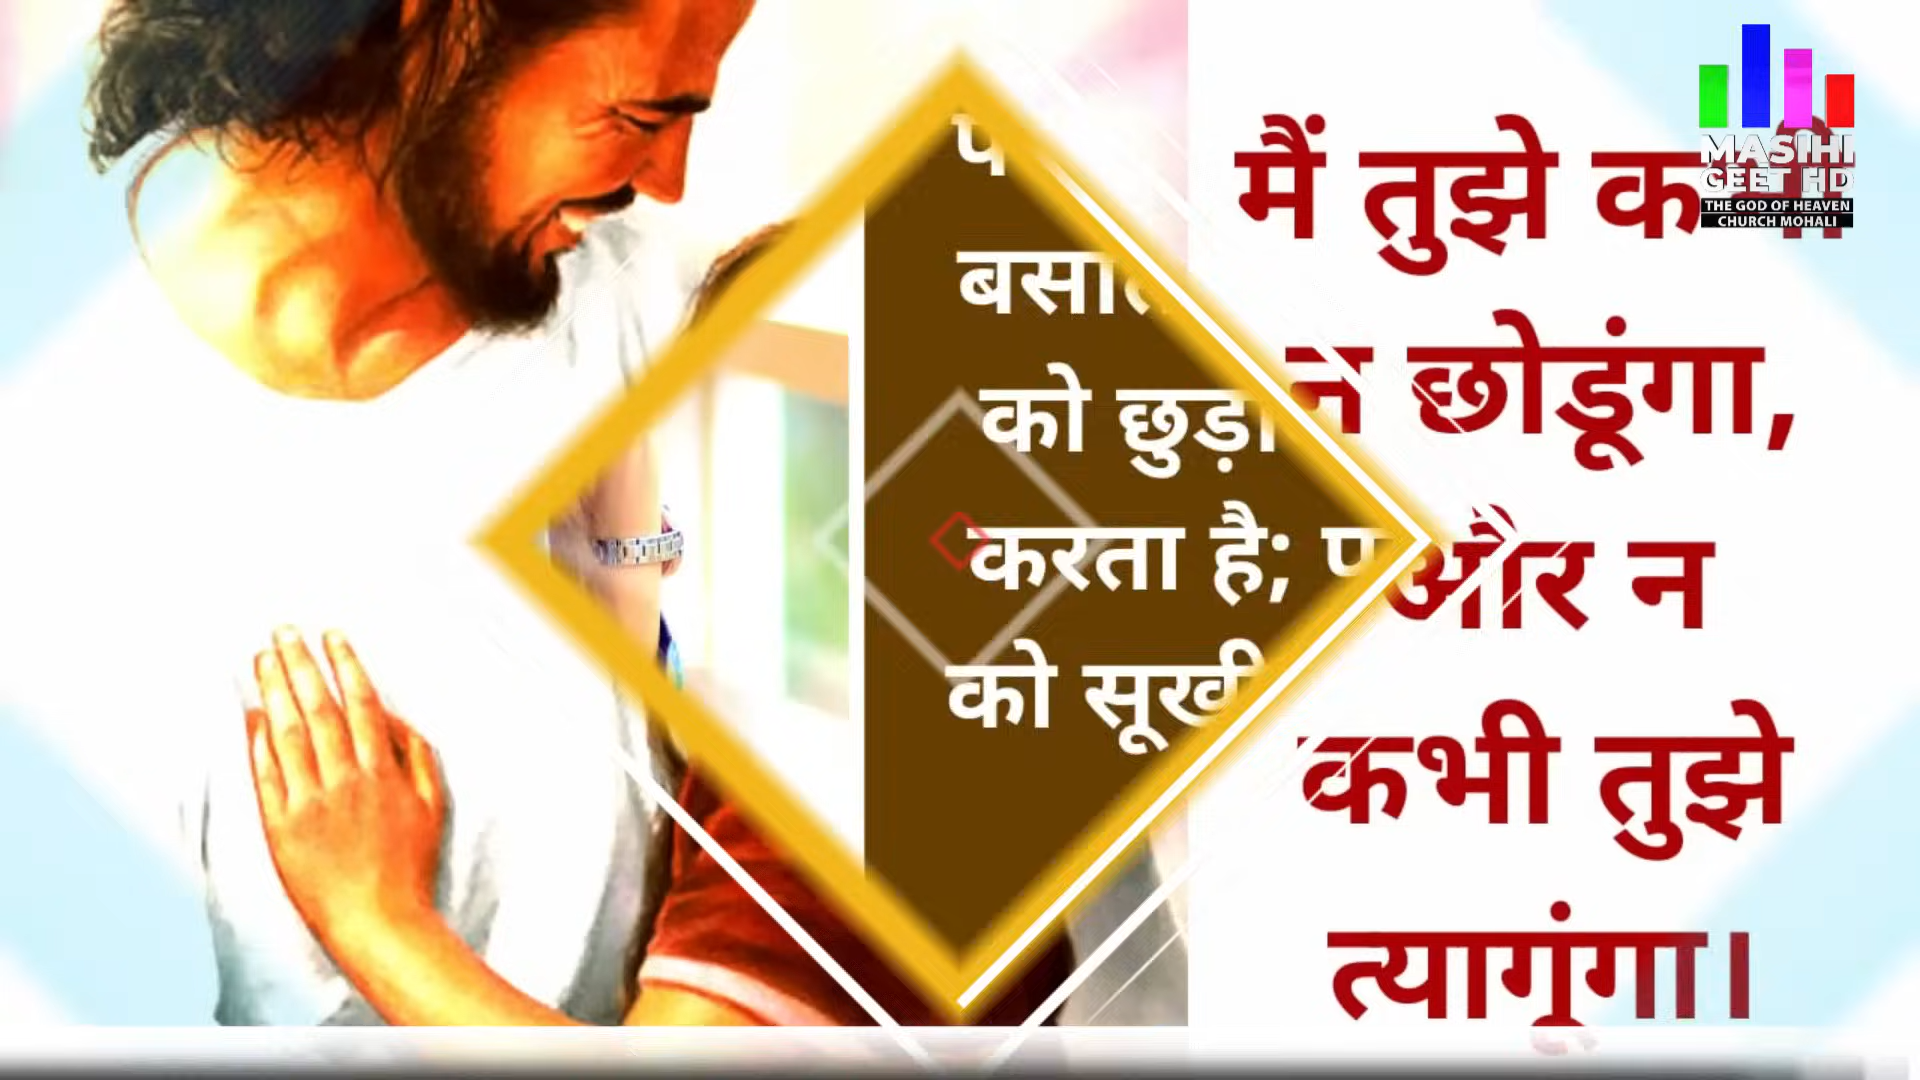 बसा
को छुड़ा
करता है;
को सूखी
मैं तुझे
न छोडूंगा,
और न
कभी तुझे
त्यागूंगा।
MASIHI
GEET HD
THE GOD OF HEAVEN
CHURCH MOHALI